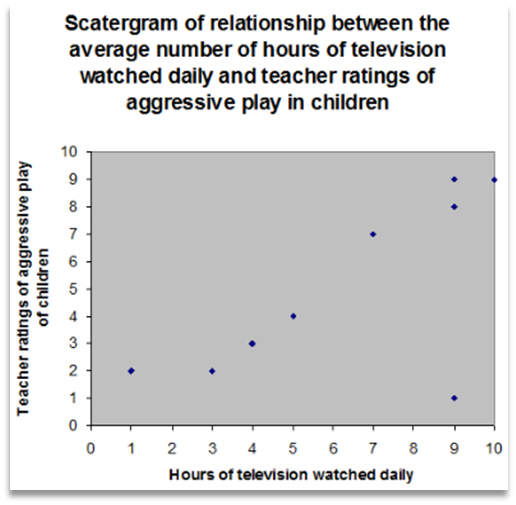 Scatergram of relationship between the
average number of hours of television
watched daily and teacher ratings of
aggressive play in children
Teacher ratings of aggressive play
of children
10
9
8
7
6
5
4
3
2
1
0
0 1 2 3 4 5 6 7 8 9 10
Hours of television watched daily